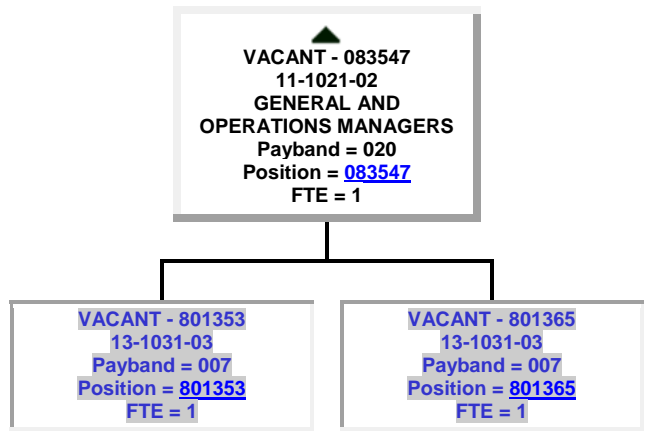 VACANT - 083547
11-1021-02
GENERAL AND
OPERATIONS MANAGERS
Payband = 020
Position = 083547
FTE = 1
VACANT - 801353
13-1031-03
Payband = 007
Position = 801353
FTE = 1
VACANT - 801365
13-1031-03
Payband = 007
Position = 801365
FTE = 1